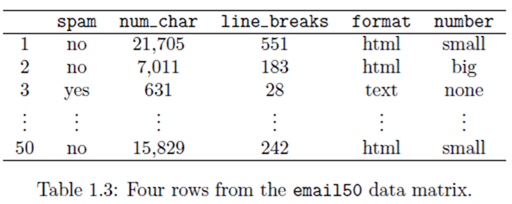 spam num_char line_breaks format number
1 no 21,705 551 html small
2 no 7,011 183 html big
3 yes 631 28 text none
⋮ ⋮ ⋮ ⋮ ⋮ ⋮
50 no 15,829 242 html small
Table 1.3: Four rows from the email50 data matrix.